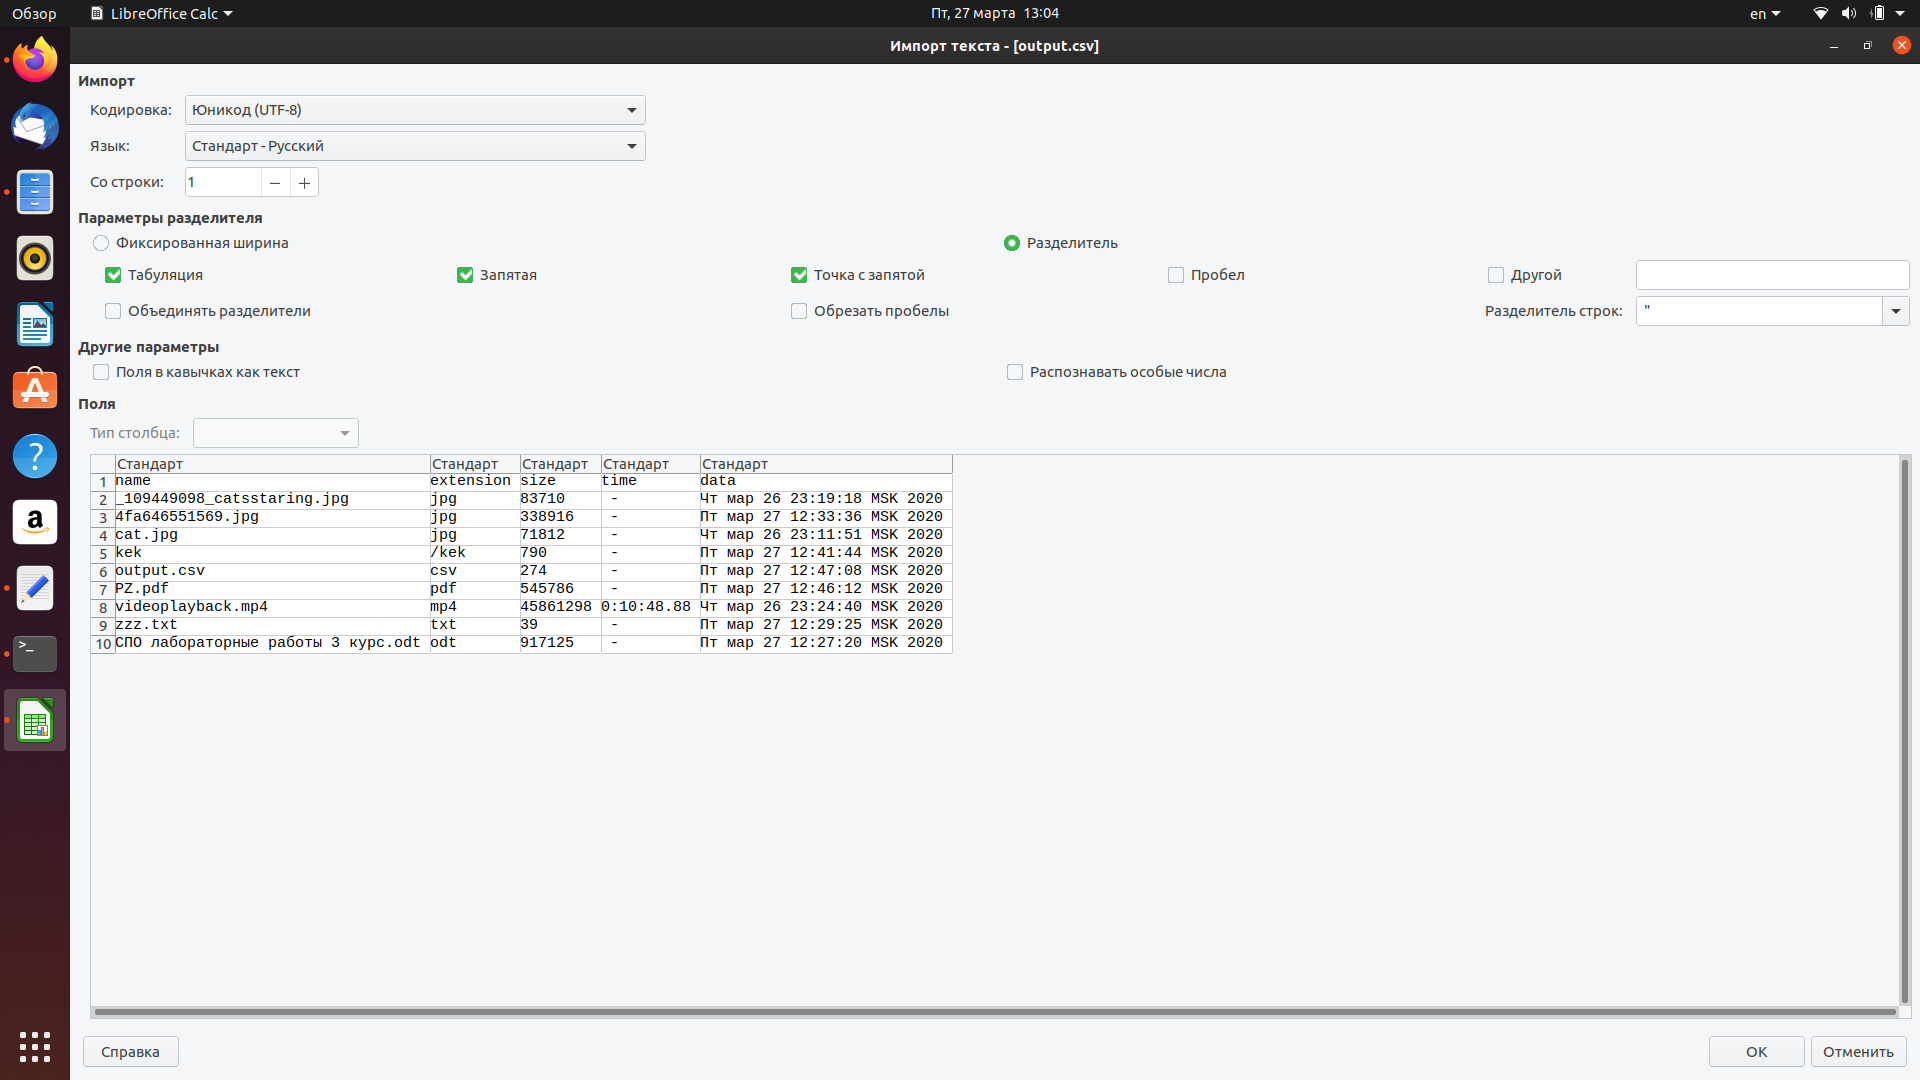 Обзор LibreOffice Calc Пт, 27 марта 13:04 en
Импорт текста - [output.csv]
Импорт
Кодировка: Юникод (UTF-8)
Язык: Стандарт - Русский
Со строки: 1 − +
Параметры разделителя
Фиксированная ширина Разделитель
Табуляция Запятая Точка с запятой Пробел Другой
Объединять разделители Обрезать пробелы Разделитель строк: "
Другие параметры
Поля в кавычках как текст Распознавать особые числа
Поля
Тип столбца:
Стандарт Стандарт Стандарт Стандарт Стандарт
1 name extension size time data
2 _109449098_catsstaring.jpg jpg 83710 - Чт мар 26 23:19:18 MSK 2020
3 4fa646551569.jpg jpg 338916 - Пт мар 27 12:33:36 MSK 2020
4 cat.jpg jpg 71812 - Чт мар 26 23:11:51 MSK 2020
5 kek /kek 790 - Пт мар 27 12:41:44 MSK 2020
6 output.csv csv 274 - Пт мар 27 12:47:08 MSK 2020
7 PZ.pdf pdf 545786 - Пт мар 27 12:46:12 MSK 2020
8 videoplayback.mp4 mp4 45861298 0:10:48.88 Чт мар 26 23:24:40 MSK 2020
9 zzz.txt txt 39 - Пт мар 27 12:29:25 MSK 2020
10 СПО лабораторные работы 3 курс.odt odt 917125 - Пт мар 27 12:27:20 MSK 2020
Справка OK Отменить